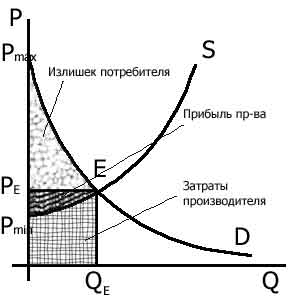 P
S
Pmax
Излишек потребителя
Прибыль пр-ва
E
PE
Затраты
производителя
Pmin
D
QE
Q